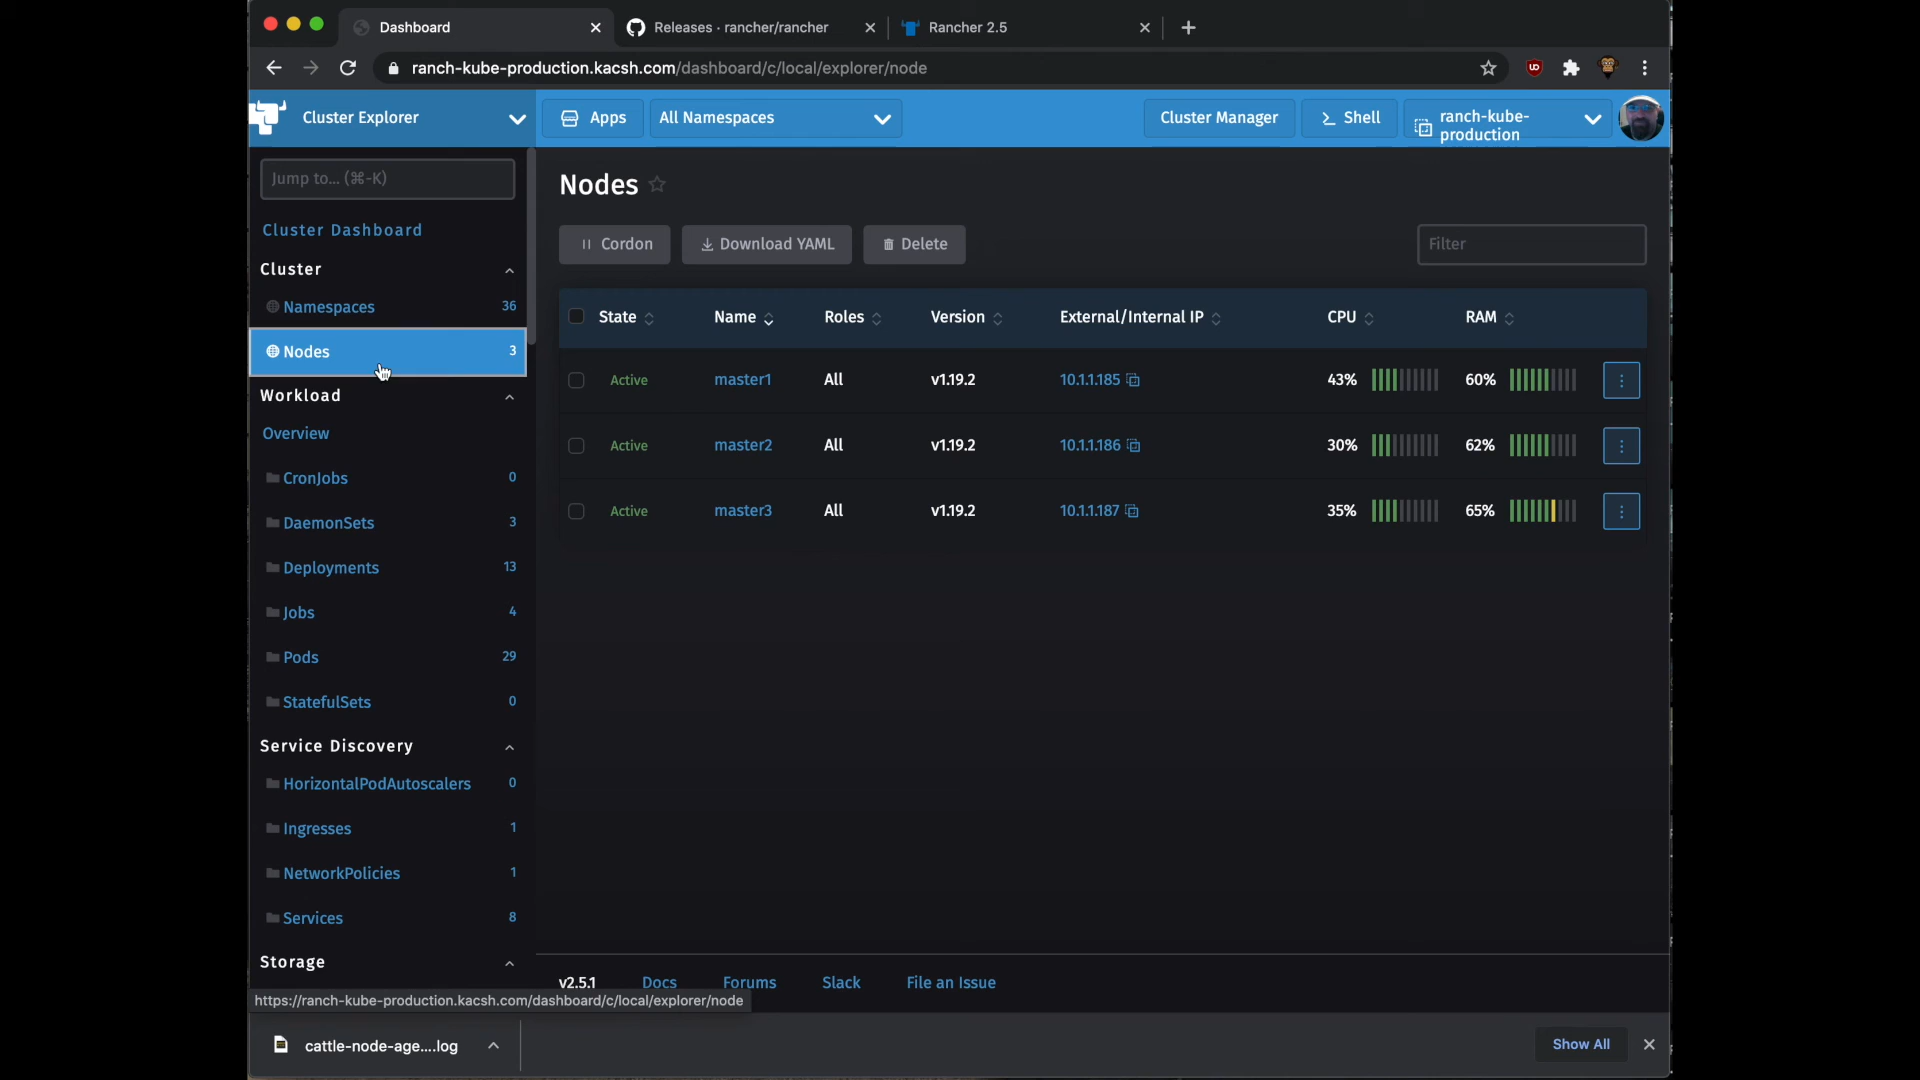 Dashboard
Releases · rancher/rancher
Rancher 2.5
ranch-kube-production.kacsh.com/dashboard/c/local/explorer/node
Cluster Explorer
Apps
All Namespaces
Cluster Manager
Shell
ranch-kube-
production
Jump to... (⌘-K)
Cluster Dashboard
Cluster
Namespaces 36
Nodes 3
Workload
Overview
CronJobs 0
DaemonSets 3
Deployments 13
Jobs 4
Pods 29
StatefulSets 0
Service Discovery
HorizontalPodAutoscalers 0
Ingresses 1
NetworkPolicies 1
Services 8
Storage
Nodes
Cordon Download YAML Delete
Filter
State Name Roles Version External/Internal IP CPU RAM
Active master1 All v1.19.2 10.1.1.185 43% 60%
Active master2 All v1.19.2 10.1.1.186 30% 62%
Active master3 All v1.19.2 10.1.1.187 35% 65%
v2.5.1 Docs Forums Slack File an Issue
https://ranch-kube-production.kacsh.com/dashboard/c/local/explorer/node
cattle-node-age....log
Show All